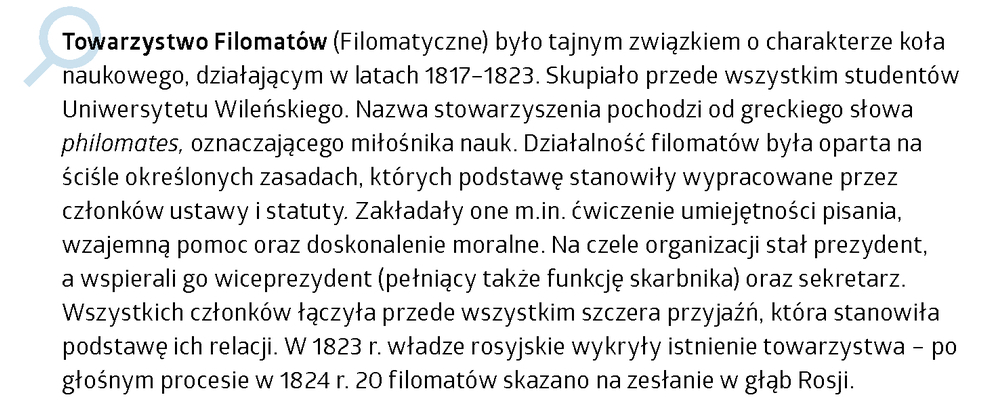 Towarzystwo Filomatów (Filomatyczne) było tajnym związkiem o charakterze koła
naukowego, działającym w latach 1817–1823. Skupiało przede wszystkim studentów
Uniwersytetu Wileńskiego. Nazwa stowarzyszenia pochodzi od greckiego słowa
philomates, oznaczającego miłośnika nauk. Działalność filomatów była oparta na
ściśle określonych zasadach, których podstawę stanowiły wypracowane przez
członków ustawy i statuty. Zakładały one m.in. ćwiczenie umiejętności pisania,
wzajemną pomoc oraz doskonalenie moralne. Na czele organizacji stał prezydent,
a wspierali go wiceprezydent (pełniący także funkcję skarbnika) oraz sekretarz.
Wszystkich członków łączyła przede wszystkim szczera przyjaźń, która stanowiła
podstawę ich relacji. W 1823 r. władze rosyjskie wykryły istnienie towarzystwa – po
głośnym procesie w 1824 r. 20 filomatów skazano na zesłanie w głąb Rosji.